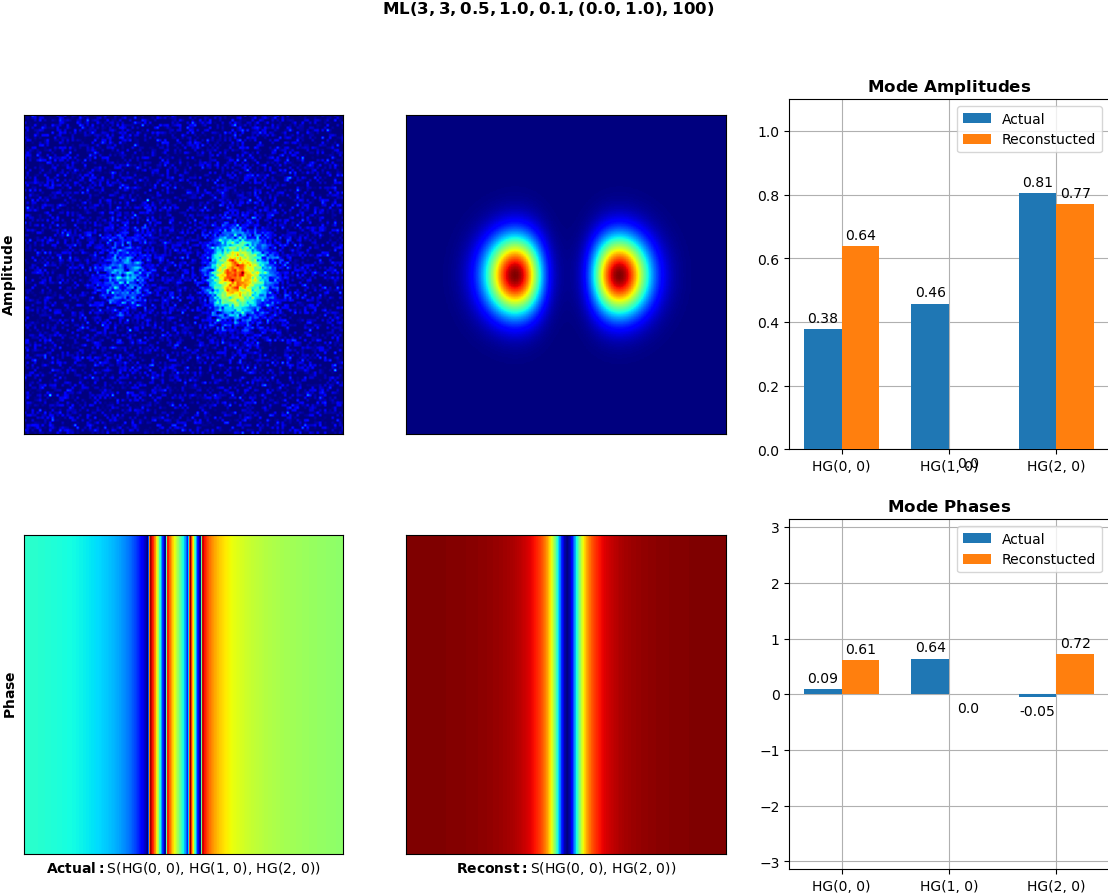 ML(3, 3, 0.5, 1.0, 0.1, (0.0, 1.0), 100)
Amplitude
Mode Amplitudes
Actual
Reconstucted
1.0
0.8
0.6
0.4
0.2
0.0
0.38
0.64
0.46
0.0
0.81
0.77
HG(0, 0)
HG(1, 0)
HG(2, 0)
Phase
Actual: S(HG(0, 0), HG(1, 0), HG(2, 0))
Reconst: S(HG(0, 0), HG(2, 0))
Mode Phases
Actual
Reconstucted
3
2
1
0
−1
−2
−3
0.09
0.61
0.64
0.0
-0.05
0.72
HG(0, 0)
HG(1, 0)
HG(2, 0)